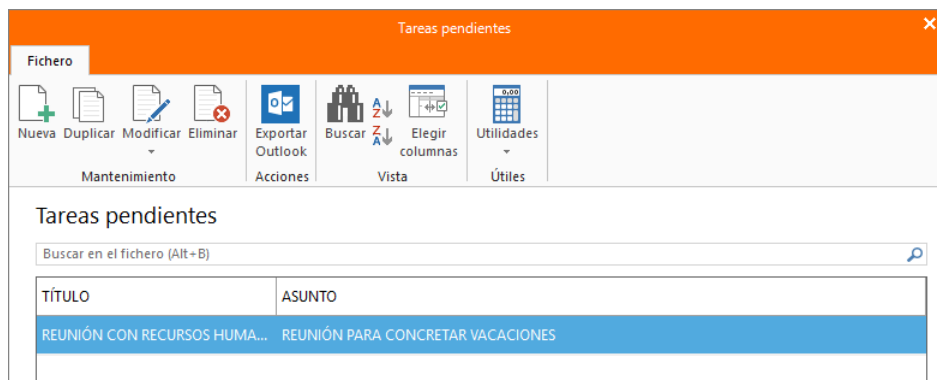 Tareas pendientes
Fichero
Nueva Duplicar Modificar Eliminar Exportar Outlook Buscar Elegir columnas Utilidades
Mantenimiento Acciones Vista Útiles
Tareas pendientes
Buscar en el fichero (Alt+B)
TÍTULO ASUNTO
REUNIÓN CON RECURSOS HUMA... REUNIÓN PARA CONCRETAR VACACIONES